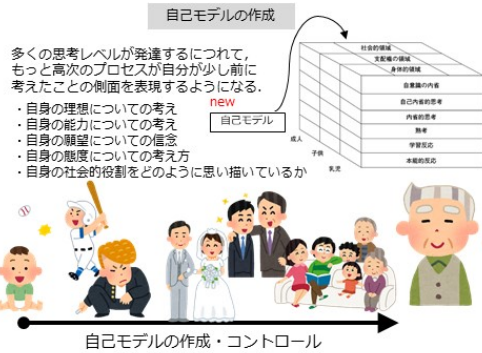 自己モデルの作成
多くの思考レベルが発達するにつれて,
もっと高次のプロセスが自分が少し前に
考えたことの側面を表現するようになる.
new
・自身の理想についての考え
・自身の能力についての考え
・自身の願望についての信念
・自身の態度についての考え方
・自身の社会的役割をどのように思い描いているか
自己モデル
社会的領域
支配権の領域
身体的領域
自意識の内省
自己内省的思考
内省的思考
熟考
学習反応
本能的反応
成人
子供
乳児
自己モデルの作成・コントロール